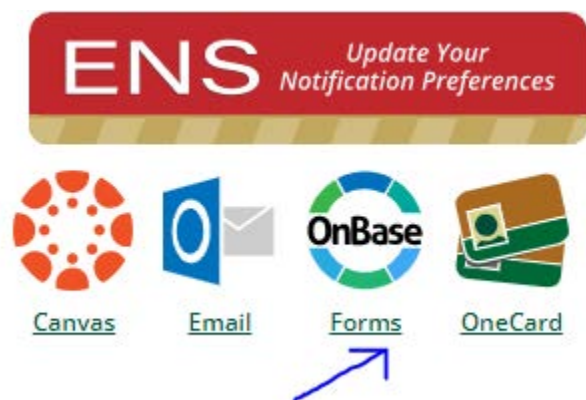 ENS
Update Your
Notification Preferences
OnBase
Canvas
Email
Forms
OneCard